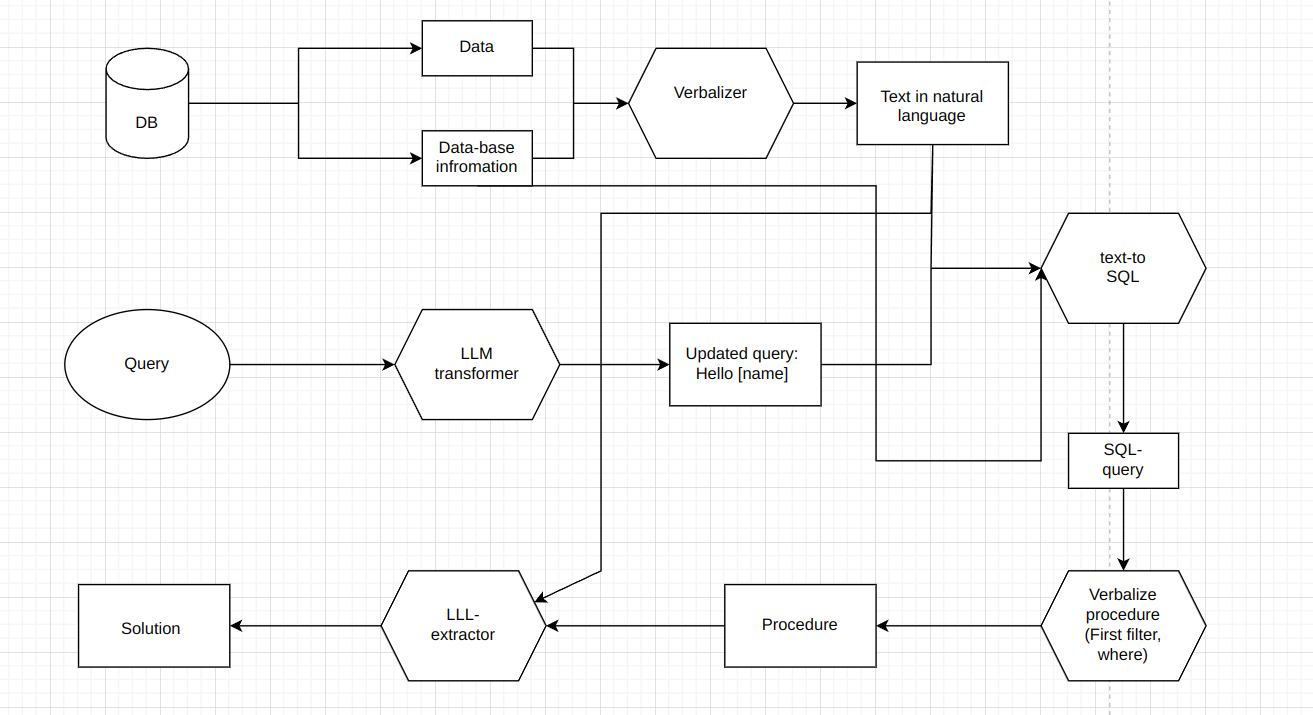 Data
DB
Data-base
infromation
Verbalizer
Text in natural
language
text-to
SQL
Query
LLM
transformer
Updated query:
Hello [name]
SQL-
query
Solution
LLL-
extractor
Procedure
Verbalize
procedure
(First filter,
where)